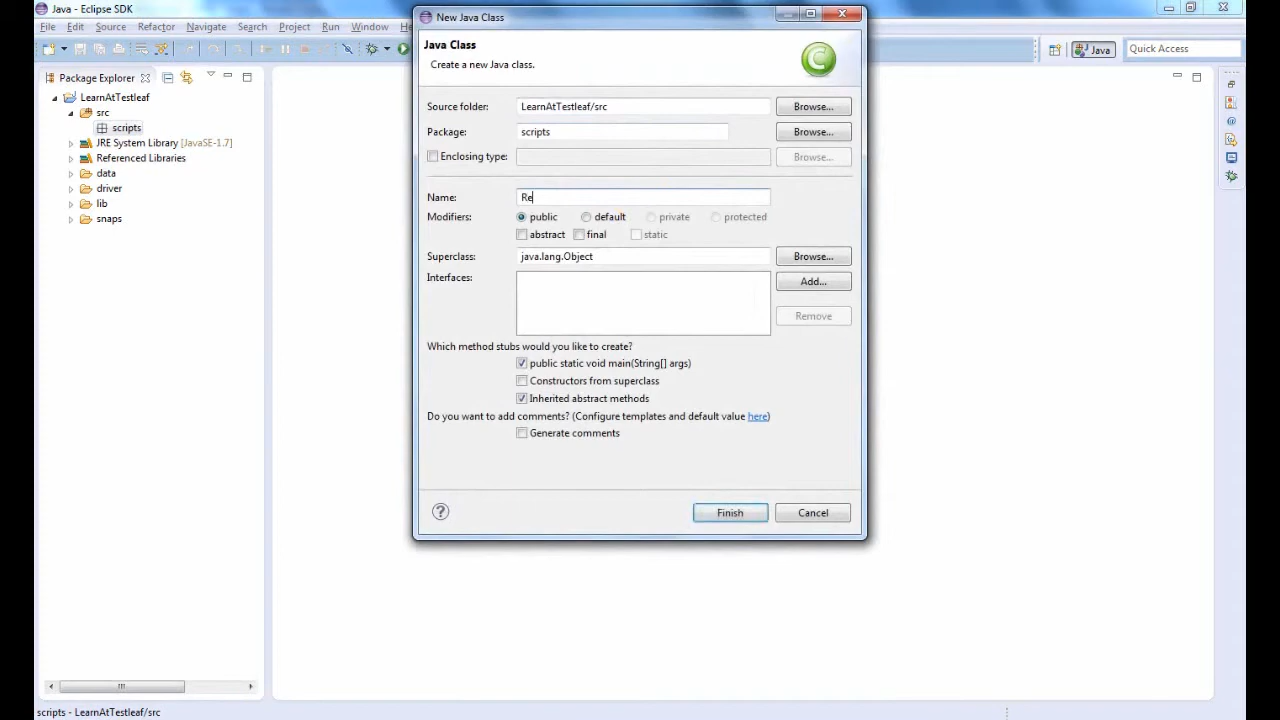 Java - Eclipse SDK
File Edit Source Refactor Navigate Search Project Run Window
Java
Quick Access
Package Explorer
LearnAtTestleaf
src
scripts
JRE System Library [JavaSE-1.7]
Referenced Libraries
data
driver
lib
snaps
New Java Class
Java Class
Create a new Java class.
C
Source folder: LearnAtTestleaf/src Browse...
Package: scripts Browse...
Enclosing type: Browse...
Name: Re
Modifiers: public default private protected
abstract final static
Superclass: java.lang.Object Browse...
Interfaces: Add...
Remove
Which method stubs would you like to create?
public static void main(String[] args)
Constructors from superclass
Inherited abstract methods
Do you want to add comments? (Configure templates and default value here)
Generate comments
? Finish Cancel
scripts - LearnAtTestleaf/src